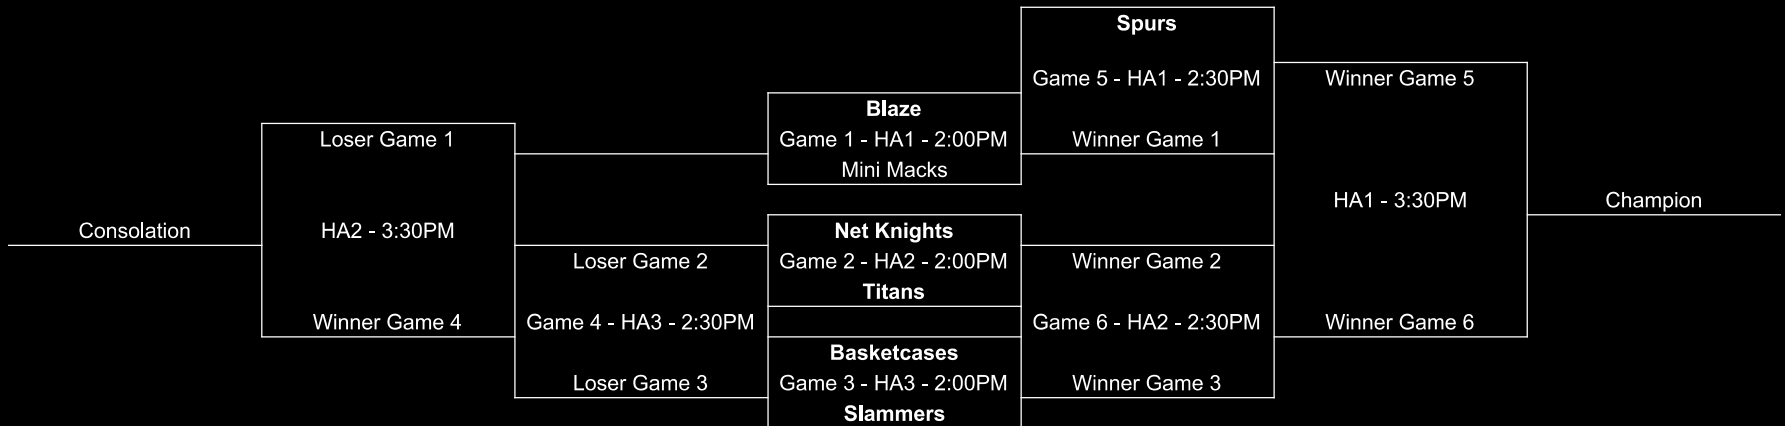 Spurs
Game 5 - HA1 - 2:30PM
Winner Game 5
Blaze
Loser Game 1
Game 1 - HA1 - 2:00PM
Winner Game 1
Mini Macks
HA1 - 3:30PM
Champion
Consolation
HA2 - 3:30PM
Net Knights
Loser Game 2
Game 2 - HA2 - 2:00PM
Winner Game 2
Titans
Winner Game 4
Game 4 - HA3 - 2:30PM
Game 6 - HA2 - 2:30PM
Winner Game 6
Basketcases
Loser Game 3
Game 3 - HA3 - 2:00PM
Winner Game 3
Slammers